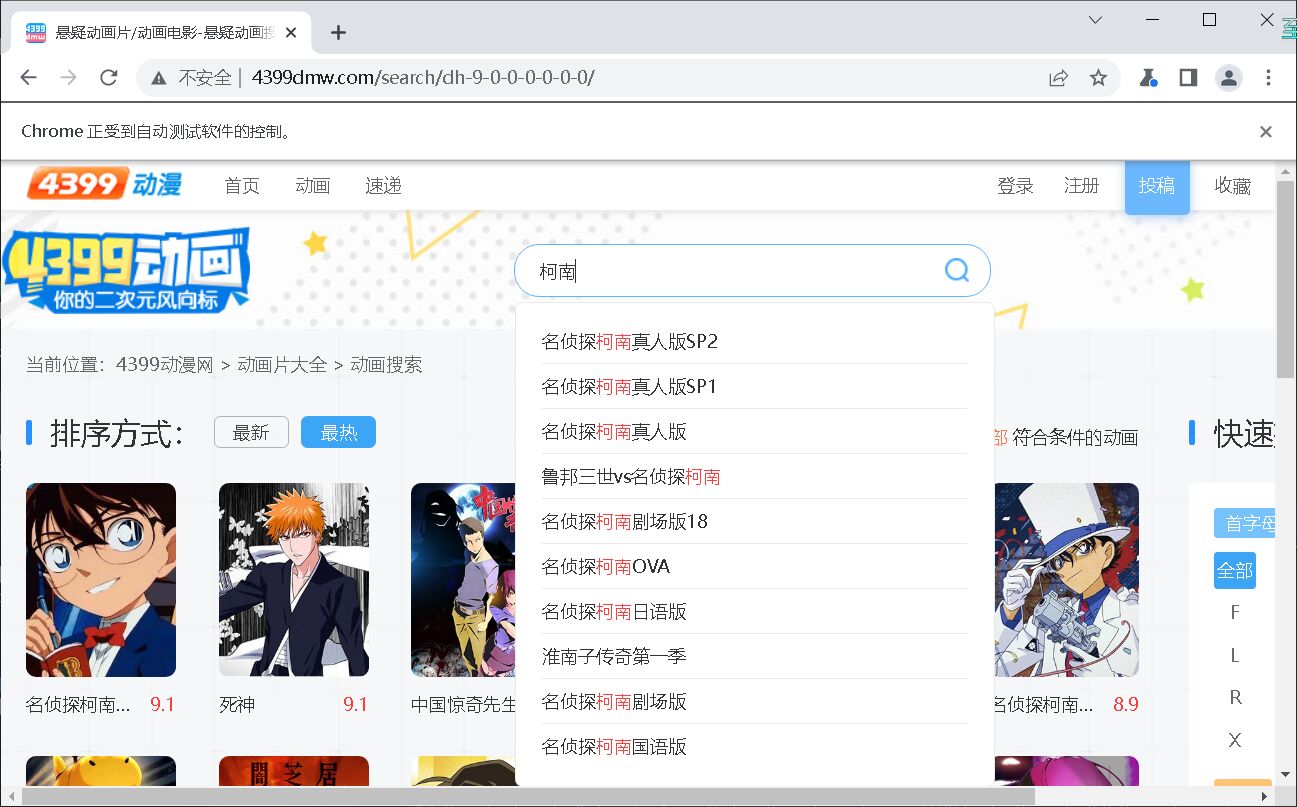 悬疑动画片/动画电影-悬疑动画
不安全 | 4399dmw.com/search/dh-9-0-0-0-0-0-0/
Chrome 正受到自动测试软件的控制。
4399动漫 首页 动画 速递 登录 注册 投稿 收藏
4399动画
你的二次元风向标
柯南
名侦探柯南真人版SP2
名侦探柯南真人版SP1
名侦探柯南真人版
鲁邦三世vs名侦探柯南
名侦探柯南剧场版18
名侦探柯南OVA
名侦探柯南日语版
淮南子传奇第一季
名侦探柯南剧场版
名侦探柯南国语版
当前位置：4399动漫网 > 动画片大全 > 动画搜索
排序方式： 最新 最热
部 符合条件的动画
快速
名侦探柯南... 9.1
死神 9.1
中国惊奇先生
名侦探柯南... 8.9
闇芝居
首字母
全部
F
L
R
X